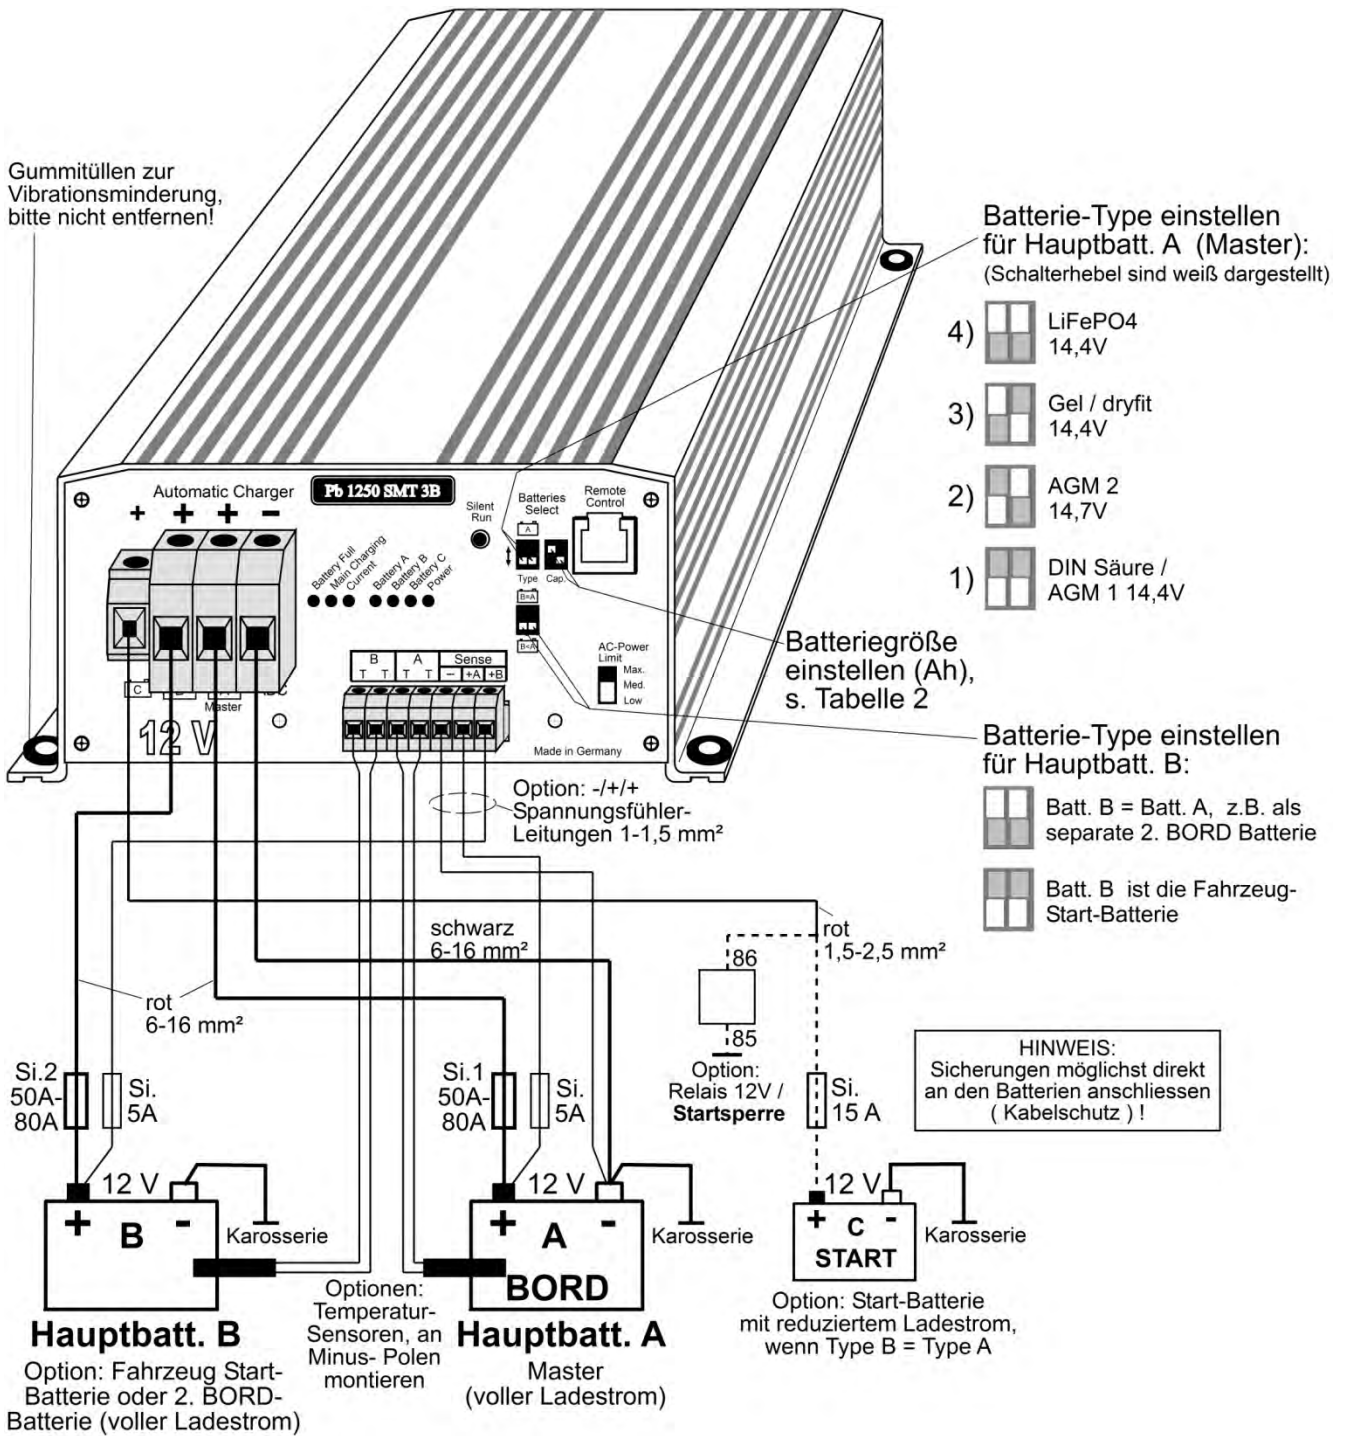 Gummitüllen zur
Vibrationsminderung,
bitte nicht entfernen!
Batterie-Type einstellen
für Hauptbatt. A (Master):
(Schalterhebel sind weiß dargestellt)
4) LiFePO4
14,4V
3) Gel / dryfit
14,4V
2) AGM 2
14,7V
1) DIN Säure /
AGM 1 14,4V
Automatic Charger
Pb 1250 SMT 3B
+ + + -
Silent
Run
Batteries
Select
Remote
Control
A
Battery Full
Main Charging
Current
Battery A
Battery B
Battery C
Power
Type
Cap.
B=A
B<A
AC-Power
Limit
Max.
Med.
Low
B A Sense
T T T T − +A +B
C
Master
12 V
Made in Germany
Batteriegröße
einstellen (Ah),
s. Tabelle 2
Batterie-Type einstellen
für Hauptbatt. B:
Batt. B = Batt. A, z.B. als
separate 2. BORD Batterie
Batt. B ist die Fahrzeug-
Start-Batterie
Option: -/+/+
Spannungsfühler-
Leitungen 1-1,5 mm²
schwarz
6-16 mm²
rot
1,5-2,5 mm²
rot
6-16 mm²
86
85
Option:
Relais 12V /
Startsperre
HINWEIS:
Sicherungen möglichst direkt
an den Batterien anschliessen
( Kabelschutz ) !
Si.2
50A-
80A
Si.
5A
Si.1
50A-
80A
Si.
5A
Si.
15 A
12 V
+ B -
Karosserie
12 V
+ A -
BORD
Karosserie
12 V
+ C -
START
Karosserie
Hauptbatt. B
Option: Fahrzeug Start-
Batterie oder 2. BORD-
Batterie (voller Ladestrom)
Optionen:
Temperatur-
Sensoren, an
Minus- Polen
montieren
Hauptbatt. A
Master
(voller Ladestrom)
Option: Start-Batterie
mit reduziertem Ladestrom,
wenn Type B = Type A